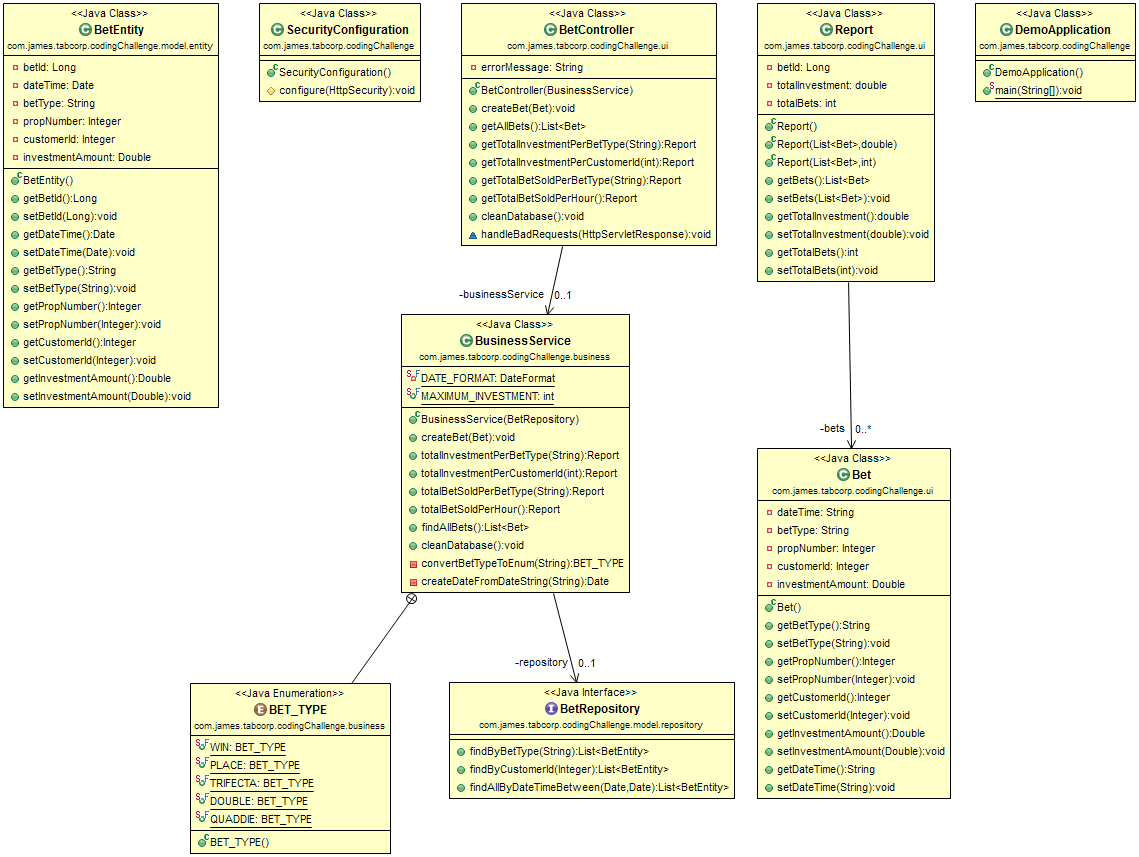 <<Java Class>>
BetEntity
com.james.tabcorp.codingChallenge.model.entity
betId: Long
dateTime: Date
betType: String
propNumber: Integer
customerId: Integer
investmentAmount: Double
BetEntity()
getBetId():Long
setBetId(Long):void
getDateTime():Date
setDateTime(Date):void
getBetType():String
setBetType(String):void
getPropNumber():Integer
setPropNumber(Integer):void
getCustomerId():Integer
setCustomerId(Integer):void
getInvestmentAmount():Double
setInvestmentAmount(Double):void
<<Java Class>>
SecurityConfiguration
com.james.tabcorp.codingChallenge
SecurityConfiguration()
configure(HttpSecurity):void
<<Java Class>>
BetController
com.james.tabcorp.codingChallenge.ui
errorMessage: String
BetController(BusinessService)
createBet(Bet):void
getAllBets():List<Bet>
getTotalInvestmentPerBetType(String):Report
getTotalInvestmentPerCustomerId(int):Report
getTotalBetSoldPerBetType(String):Report
getTotalBetSoldPerHour():Report
cleanDatabase():void
handleBadRequests(HttpServletResponse):void
<<Java Class>>
Report
com.james.tabcorp.codingChallenge.ui
betId: Long
totalInvestment: double
totalBets: int
Report()
Report(List<Bet>,double)
Report(List<Bet>,int)
getBets():List<Bet>
setBets(List<Bet>):void
getTotalInvestment():double
setTotalInvestment(double):void
getTotalBets():int
setTotalBets(int):void
<<Java Class>>
DemoApplication
com.james.tabcorp.codingChallenge
DemoApplication()
main(String[]):void
-businessService 0..1
<<Java Class>>
BusinessService
com.james.tabcorp.codingChallenge.business
DATE_FORMAT: DateFormat
MAXIMUM_INVESTMENT: int
BusinessService(BetRepository)
createBet(Bet):void
totalInvestmentPerBetType(String):Report
totalInvestmentPerCustomerId(int):Report
totalBetSoldPerBetType(String):Report
totalBetSoldPerHour():Report
findAllBets():List<Bet>
cleanDatabase():void
convertBetTypeToEnum(String):BET_TYPE
createDateFromDateString(String):Date
-bets 0..*
<<Java Class>>
Bet
com.james.tabcorp.codingChallenge.ui
dateTime: String
betType: String
propNumber: Integer
customerId: Integer
investmentAmount: Double
Bet()
getBetType():String
setBetType(String):void
getPropNumber():Integer
setPropNumber(Integer):void
getCustomerId():Integer
setCustomerId(Integer):void
getInvestmentAmount():Double
setInvestmentAmount(Double):void
getDateTime():String
setDateTime(String):void
-repository 0..1
<<Java Enumeration>>
BET_TYPE
com.james.tabcorp.codingChallenge.business
WIN: BET_TYPE
PLACE: BET_TYPE
TRIFECTA: BET_TYPE
DOUBLE: BET_TYPE
QUADDIE: BET_TYPE
BET_TYPE()
<<Java Interface>>
BetRepository
com.james.tabcorp.codingChallenge.model.repository
findByBetType(String):List<BetEntity>
findByCustomerId(Integer):List<BetEntity>
findAllByDateTimeBetween(Date,Date):List<BetEntity>